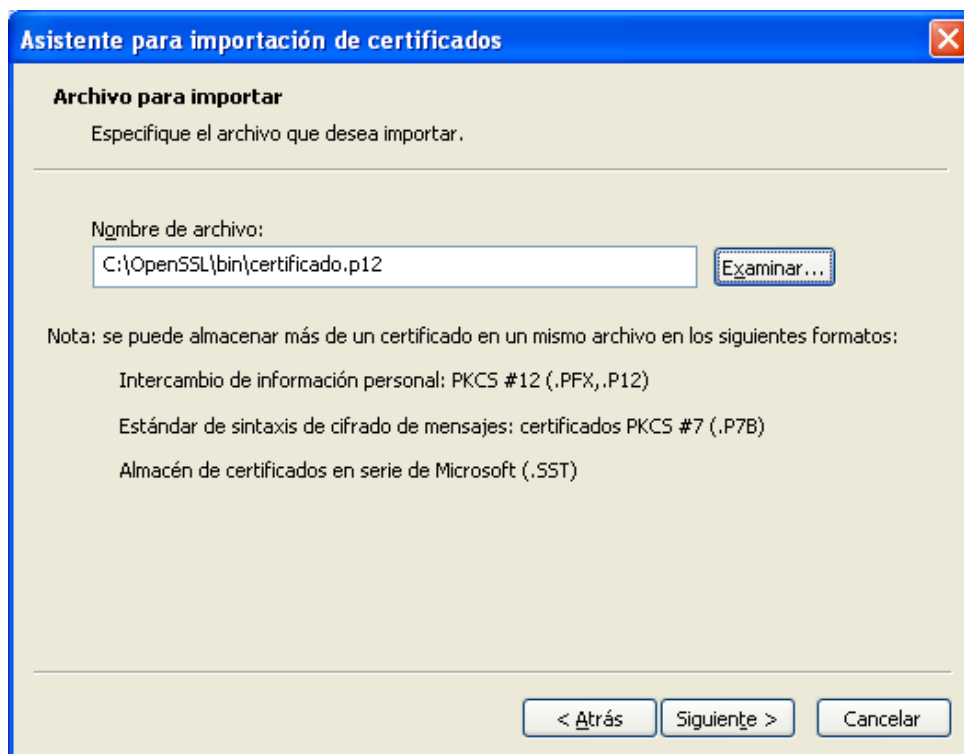 Asistente para importación de certificados
Archivo para importar
Especifique el archivo que desea importar.
Nombre de archivo:
C:\OpenSSL\bin\certificado.p12
Examinar...
Nota: se puede almacenar más de un certificado en un mismo archivo en los siguientes formatos:
Intercambio de información personal: PKCS #12 (.PFX,.P12)
Estándar de sintaxis de cifrado de mensajes: certificados PKCS #7 (.P7B)
Almacén de certificados en serie de Microsoft (.SST)
< Atrás
Siguiente >
Cancelar